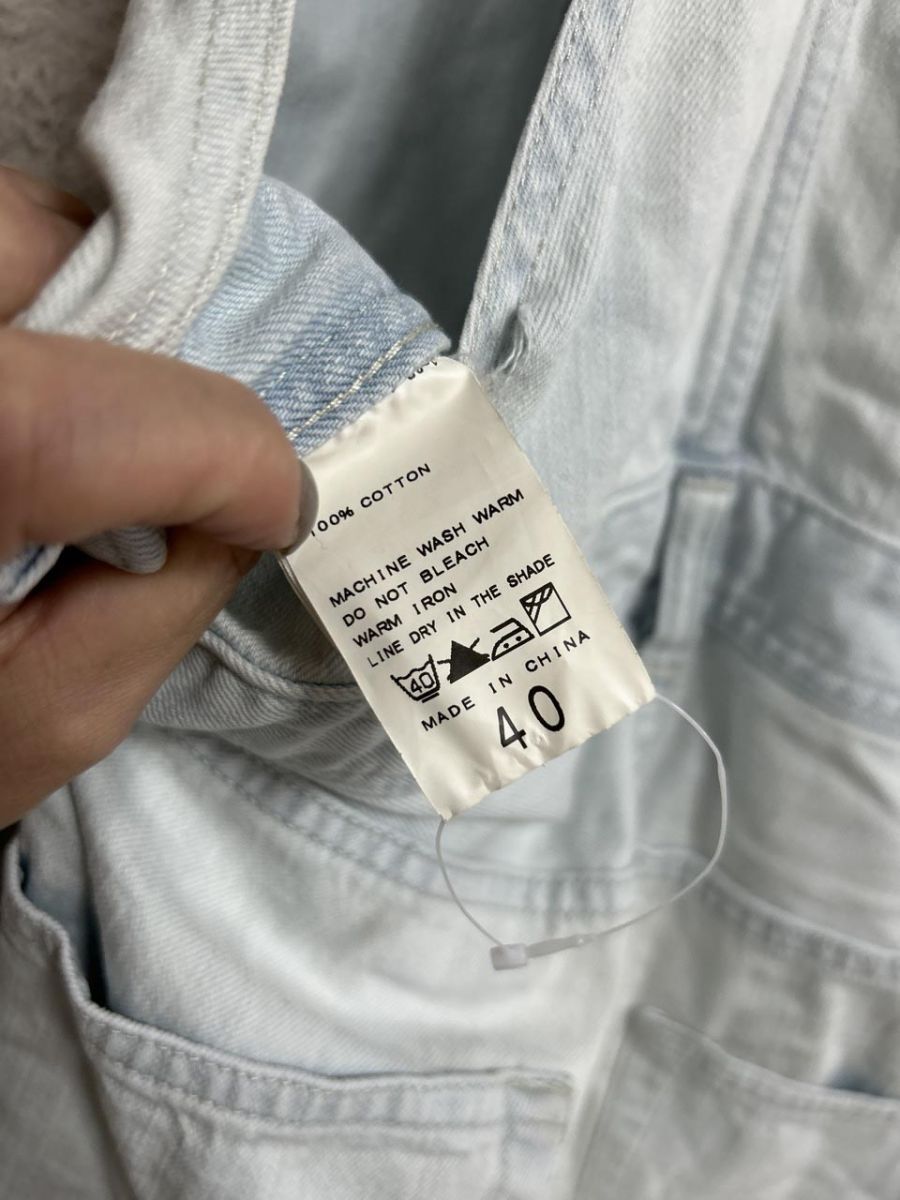 100% COTTON
MACHINE WASH WARM
DO NOT BLEACH
WARM IRON
LINE DRY IN THE SHADE
40
MADE IN CHINA
40